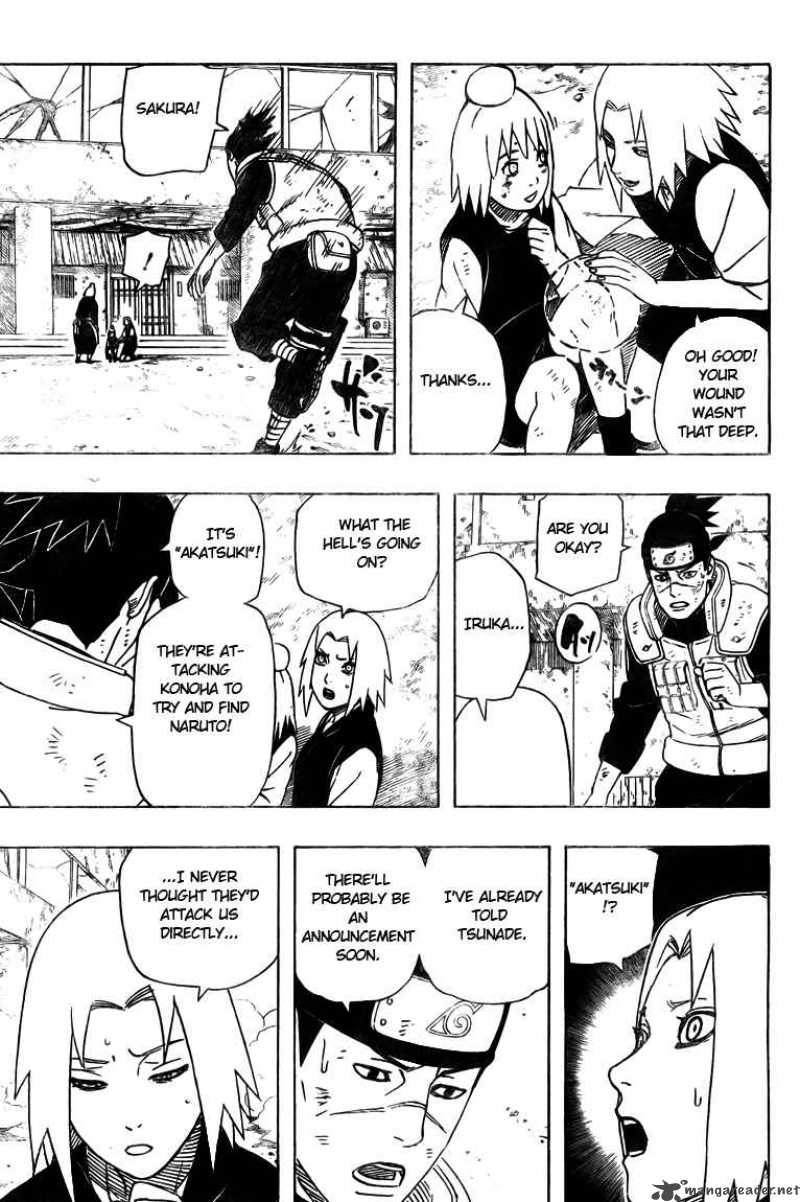 OH GOOD!
YOUR
WOUND
WASN'T
THAT DEEP.
THANKS...
SAKURA!
!
ARE YOU
OKAY?
IRUKA...
WHAT THE
HELL'S GOING
ON?
IT'S
"AKATSUKI"!
THEY'RE AT-
TACKING
KONOHA TO
TRY AND FIND
NARUTO!
"AKATSUKI"
!?
I'VE ALREADY
TOLD
TSUNADE.
THERE'LL
PROBABLY BE
AN
ANNOUNCEMENT
SOON.
...I NEVER
THOUGHT THEY'D
ATTACK US
DIRECTLY...
mangareader.net